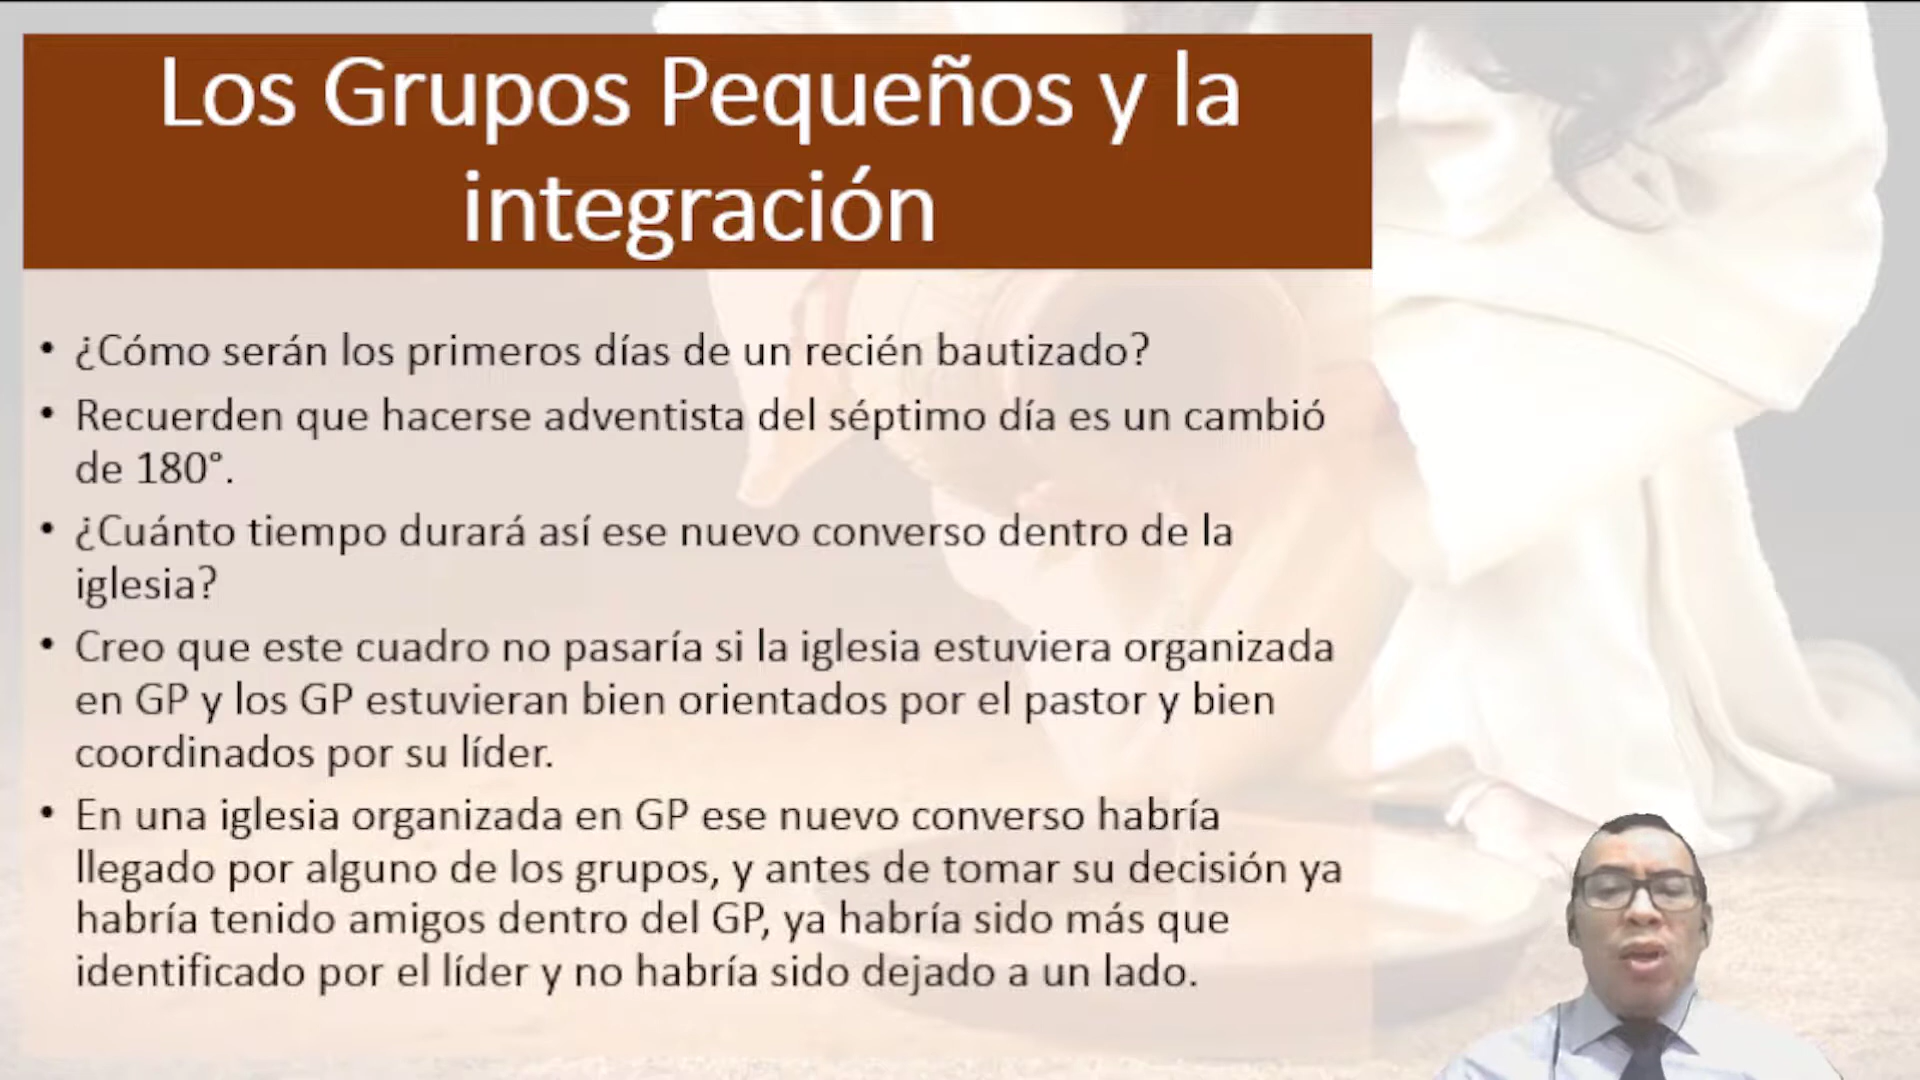 Los Grupos Pequeños y la
integración
• ¿Cómo serán los primeros días de un recién bautizado?
• Recuerden que hacerse adventista del séptimo día es un cambió
de 180°.
• ¿Cuánto tiempo durará así ese nuevo converso dentro de la
iglesia?
• Creo que este cuadro no pasaría si la iglesia estuviera organizada
en GP y los GP estuvieran bien orientados por el pastor y bien
coordinados por su líder.
• En una iglesia organizada en GP ese nuevo converso habría
llegado por alguno de los grupos, y antes de tomar su decisión ya
habría tenido amigos dentro del GP, ya habría sido más que
identificado por el líder y no habría sido dejado a un lado.